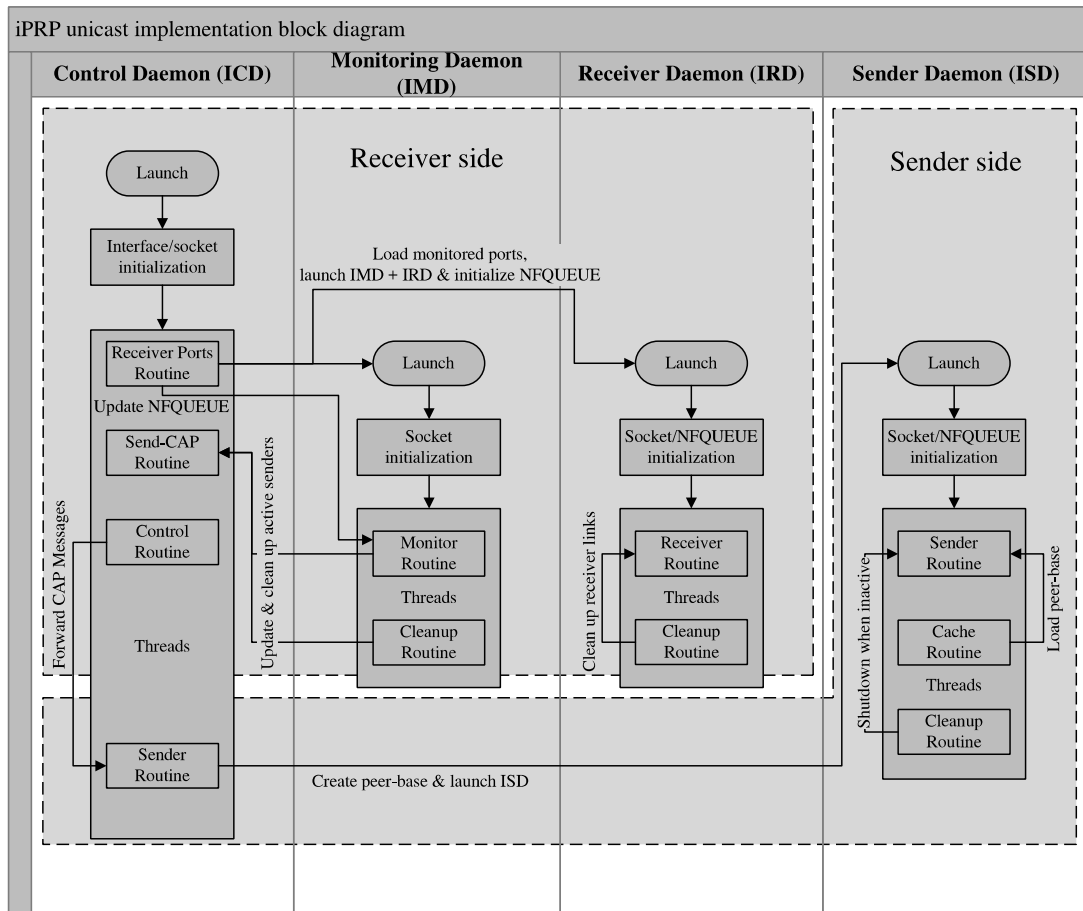 iPRP unicast implementation block diagram
Control Daemon (ICD)
Monitoring Daemon
(IMD)
Receiver Daemon (IRD)
Sender Daemon (ISD)
Receiver side
Sender side
Launch
Interface/socket
initialization
Load monitored ports,
launch IMD + IRD & initialize NFQUEUE
Receiver Ports
Routine
Update NFQUEUE
Send-CAP
Routine
Control
Routine
Threads
Sender
Routine
Forward CAP Messages
Update & clean up active senders
Launch
Socket
initialization
Monitor
Routine
Threads
Cleanup
Routine
Launch
Socket/NFQUEUE
initialization
Clean up receiver links
Receiver
Routine
Threads
Cleanup
Routine
Launch
Socket/NFQUEUE
initialization
Shutdown when inactive
Sender
Routine
Cache
Routine
Threads
Cleanup
Routine
Load peer-base
Create peer-base & launch ISD